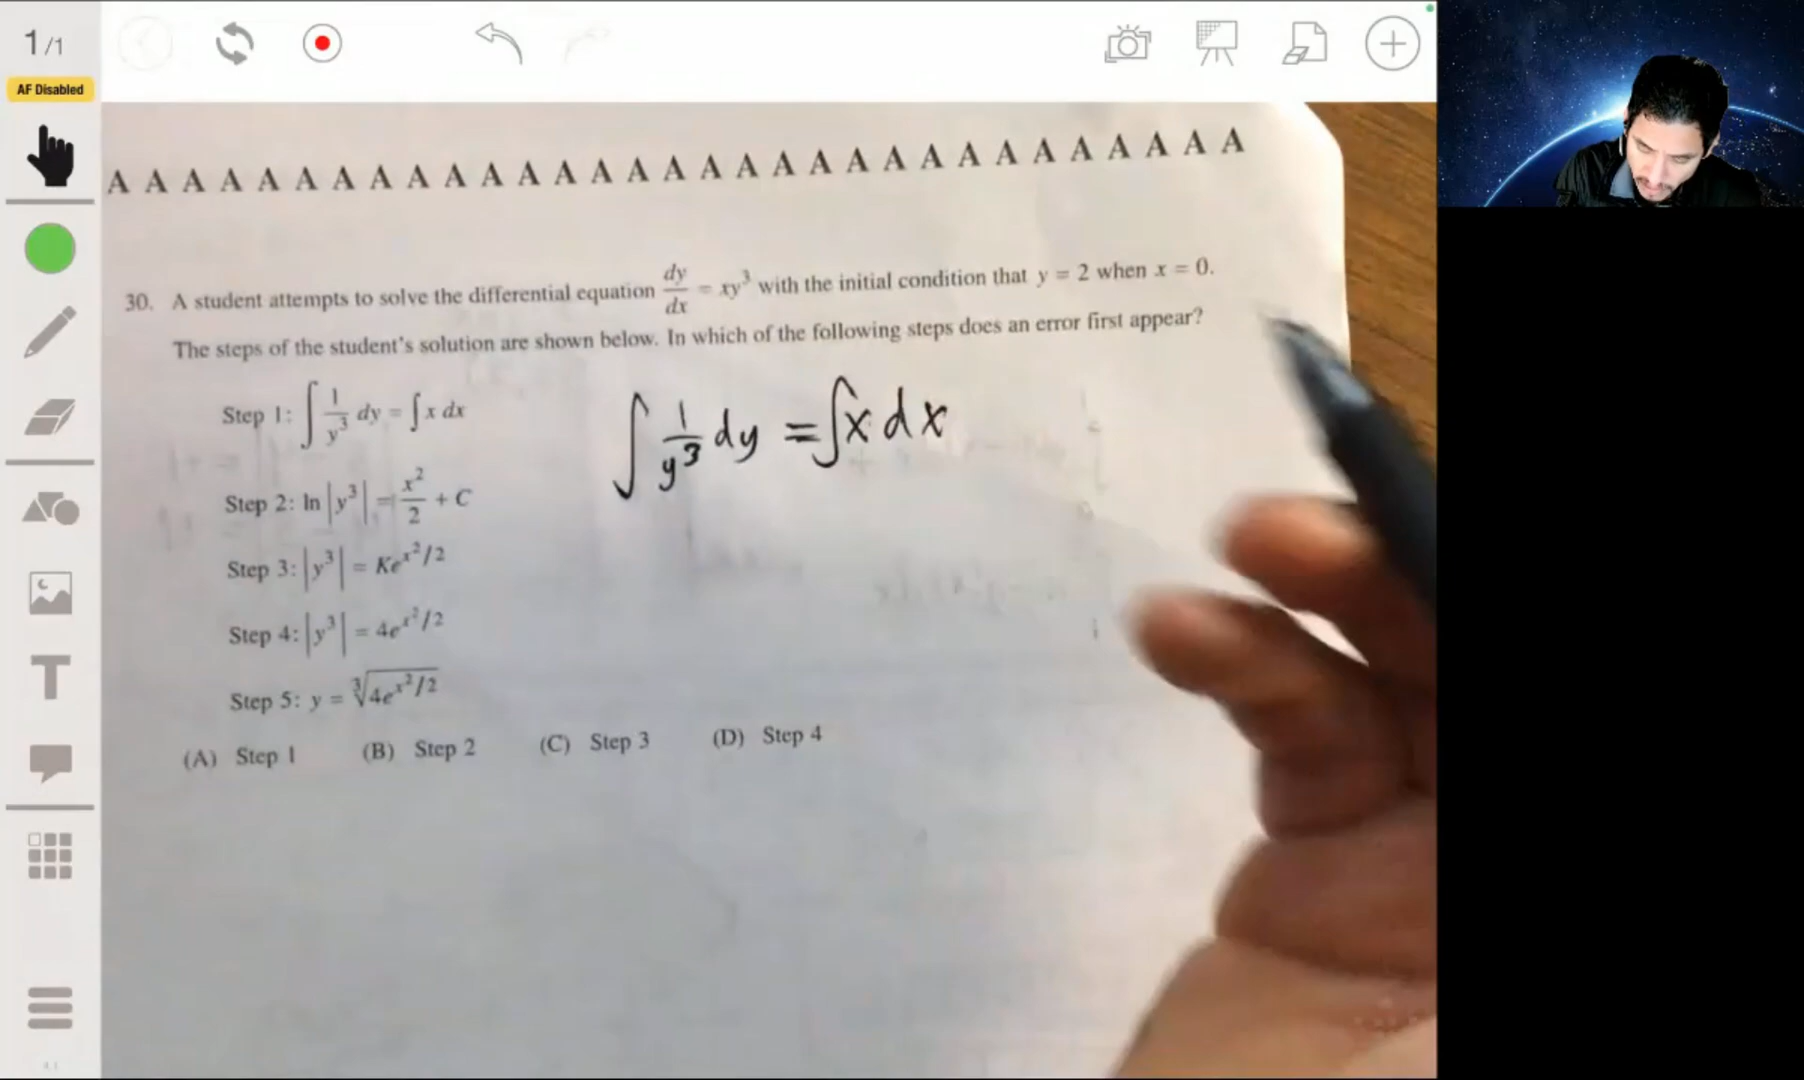 1/1
AF Disabled
A A A A A A A A A A A A A A A A A A A A A A A A A A A A A A A
30. A student attempts to solve the differential equation dy/dx = xy³ with the initial condition that y = 2 when x = 0.
The steps of the student's solution are shown below. In which of the following steps does an error first appear?
Step 1: ∫ 1/y³ dy = ∫ x dx
∫ 1/y³ dy = ∫ x dx
Step 2: ln |y³| = x²/2 + C
Step 3: |y³| = Ke^(x²/2)
Step 4: |y³| = 4e^(x²/2)
Step 5: y = ∛(4e^(x²/2))
(A) Step 1 (B) Step 2 (C) Step 3 (D) Step 4
T